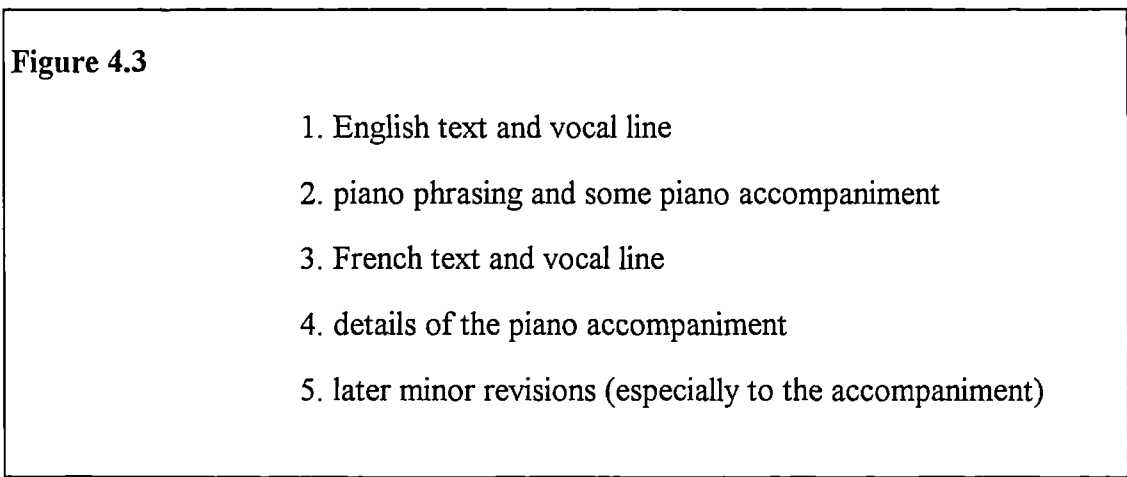 Figure 4.3
1. English text and vocal line
2. piano phrasing and some piano accompaniment
3. French text and vocal line
4. details of the piano accompaniment
5. later minor revisions (especially to the accompaniment)